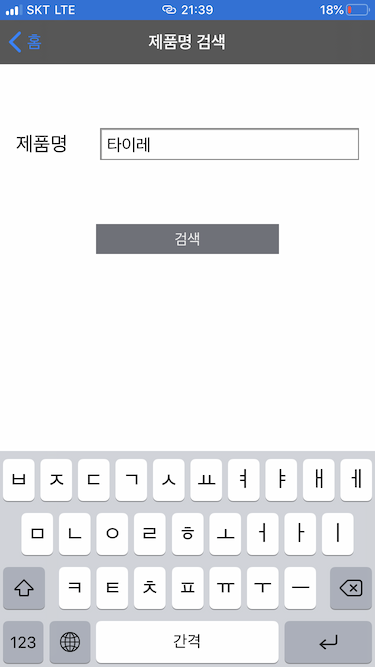 SKT LTE 21:39 18%
홈 제품명 검색
제품명 타이레
검색
ㅂ ㅈ ㄷ ㄱ ㅅ ㅛ ㅕ ㅑ ㅐ ㅔ
ㅁ ㄴ ㅇ ㄹ ㅎ ㅗ ㅓ ㅏ ㅣ
ㅋ ㅌ ㅊ ㅍ ㅠ ㅜ ㅡ
123 간격